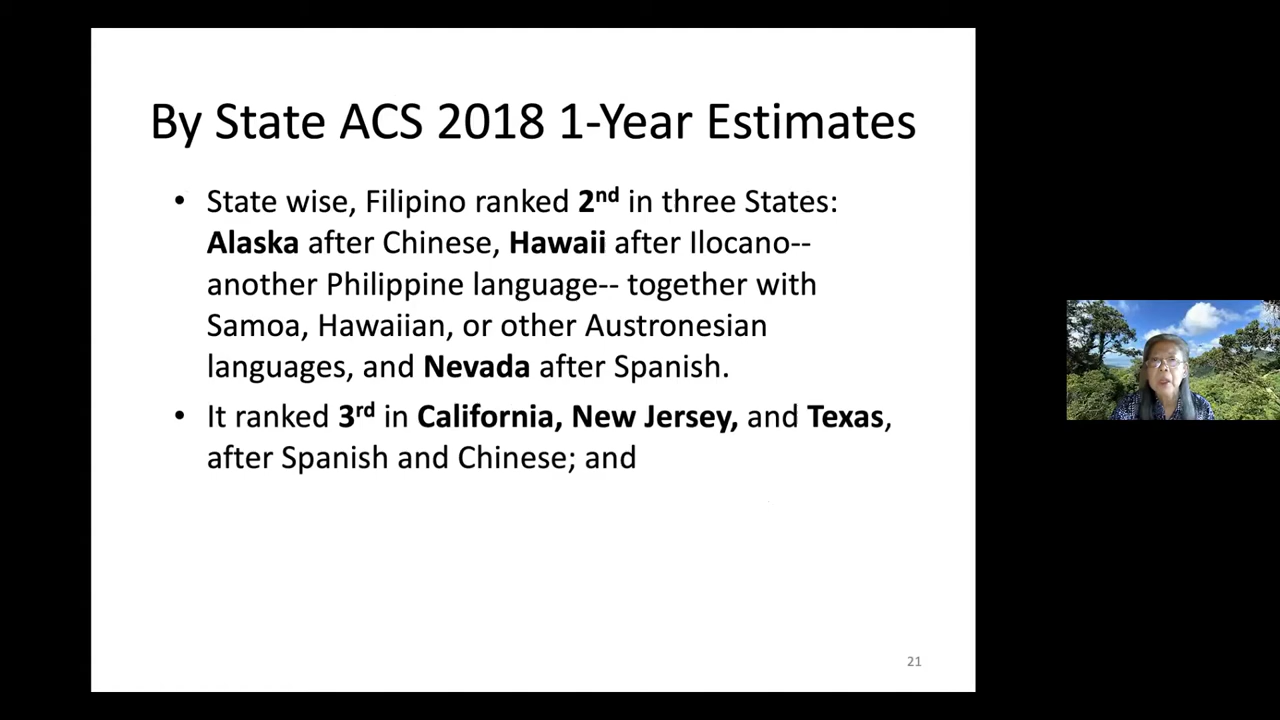 By State ACS 2018 1-Year Estimates
• State wise, Filipino ranked 2nd in three States:
Alaska after Chinese, Hawaii after Ilocano--
another Philippine language-- together with
Samoa, Hawaiian, or other Austronesian
languages, and Nevada after Spanish.
• It ranked 3rd in California, New Jersey, and Texas,
after Spanish and Chinese; and
21